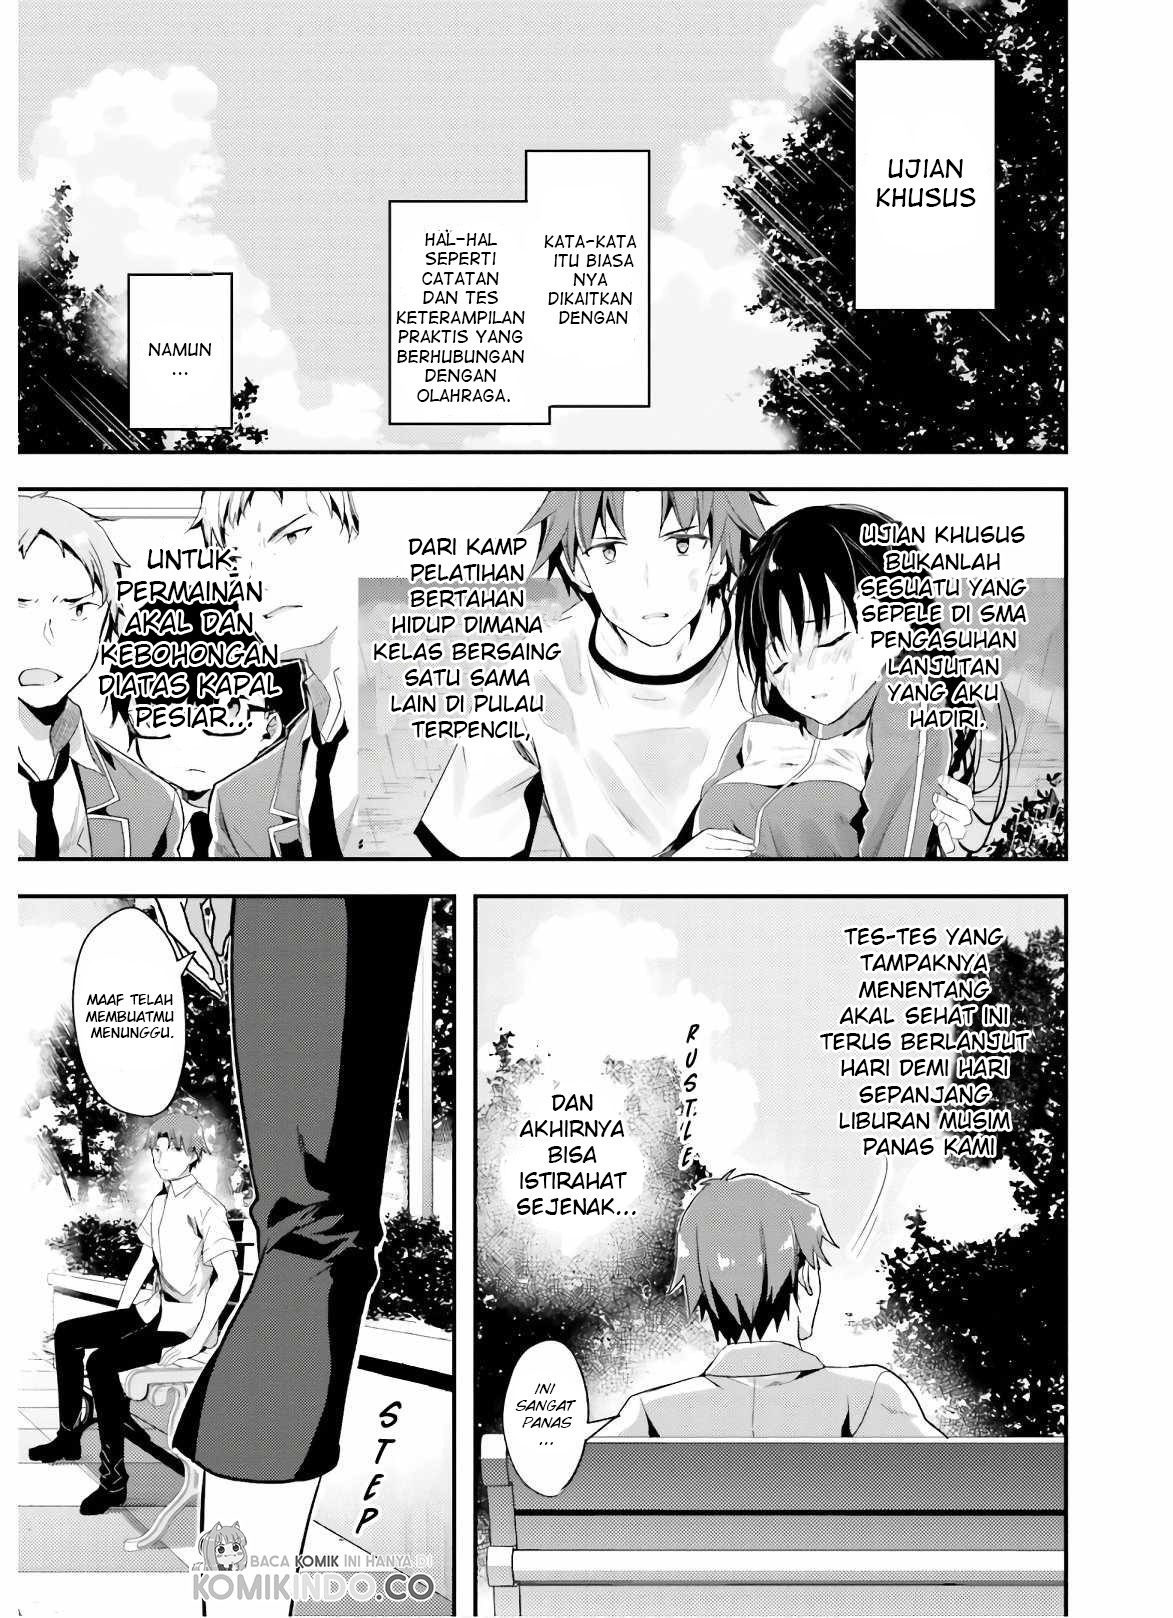 UJIAN
KHUSUS
KATA-KATA
ITU BIASA
NYA
DIKAITKAN
DENGAN
HAL-HAL
SEPERTI
CATATAN
DAN TES
KETERAMPILAN
PRAKTIS YANG
BERHUBUNGAN
DENGAN
OLAHRAGA.
NAMUN
...
UJIAN KHUSUS
BUKANLAH
SESUATU YANG
SEPELE DI SMA
PENGASUHAN
LANJUTAN
YANG AKU
HADIRI.
DARI KAMP
PELATIHAN
BERTAHAN
HIDUP DIMANA
KELAS BERSAING
SATU SAMA
LAIN DI PULAU
TERPENCIL,
UNTUK
PERMAINAN
AKAL DAN
KEBOHONGAN
DIATAS KAPAL
PESIAR...
TES-TES YANG
TAMPAKNYA
MENENTANG
AKAL SEHAT INI
TERUS BERLANJUT
HARI DEMI HARI
SEPANJANG
LIBURAN MUSIM
PANAS KAMI
RUSTLE
DAN
AKHIRNYA
BISA
ISTIRAHAT
SEJENAK...
INI
SANGAT
PANAS
...
MAAF TELAH
MEMBUATMU
MENUNGGU.
STEP
BACA KOMIK INI HANYA DI
KOMIKINDO.CO